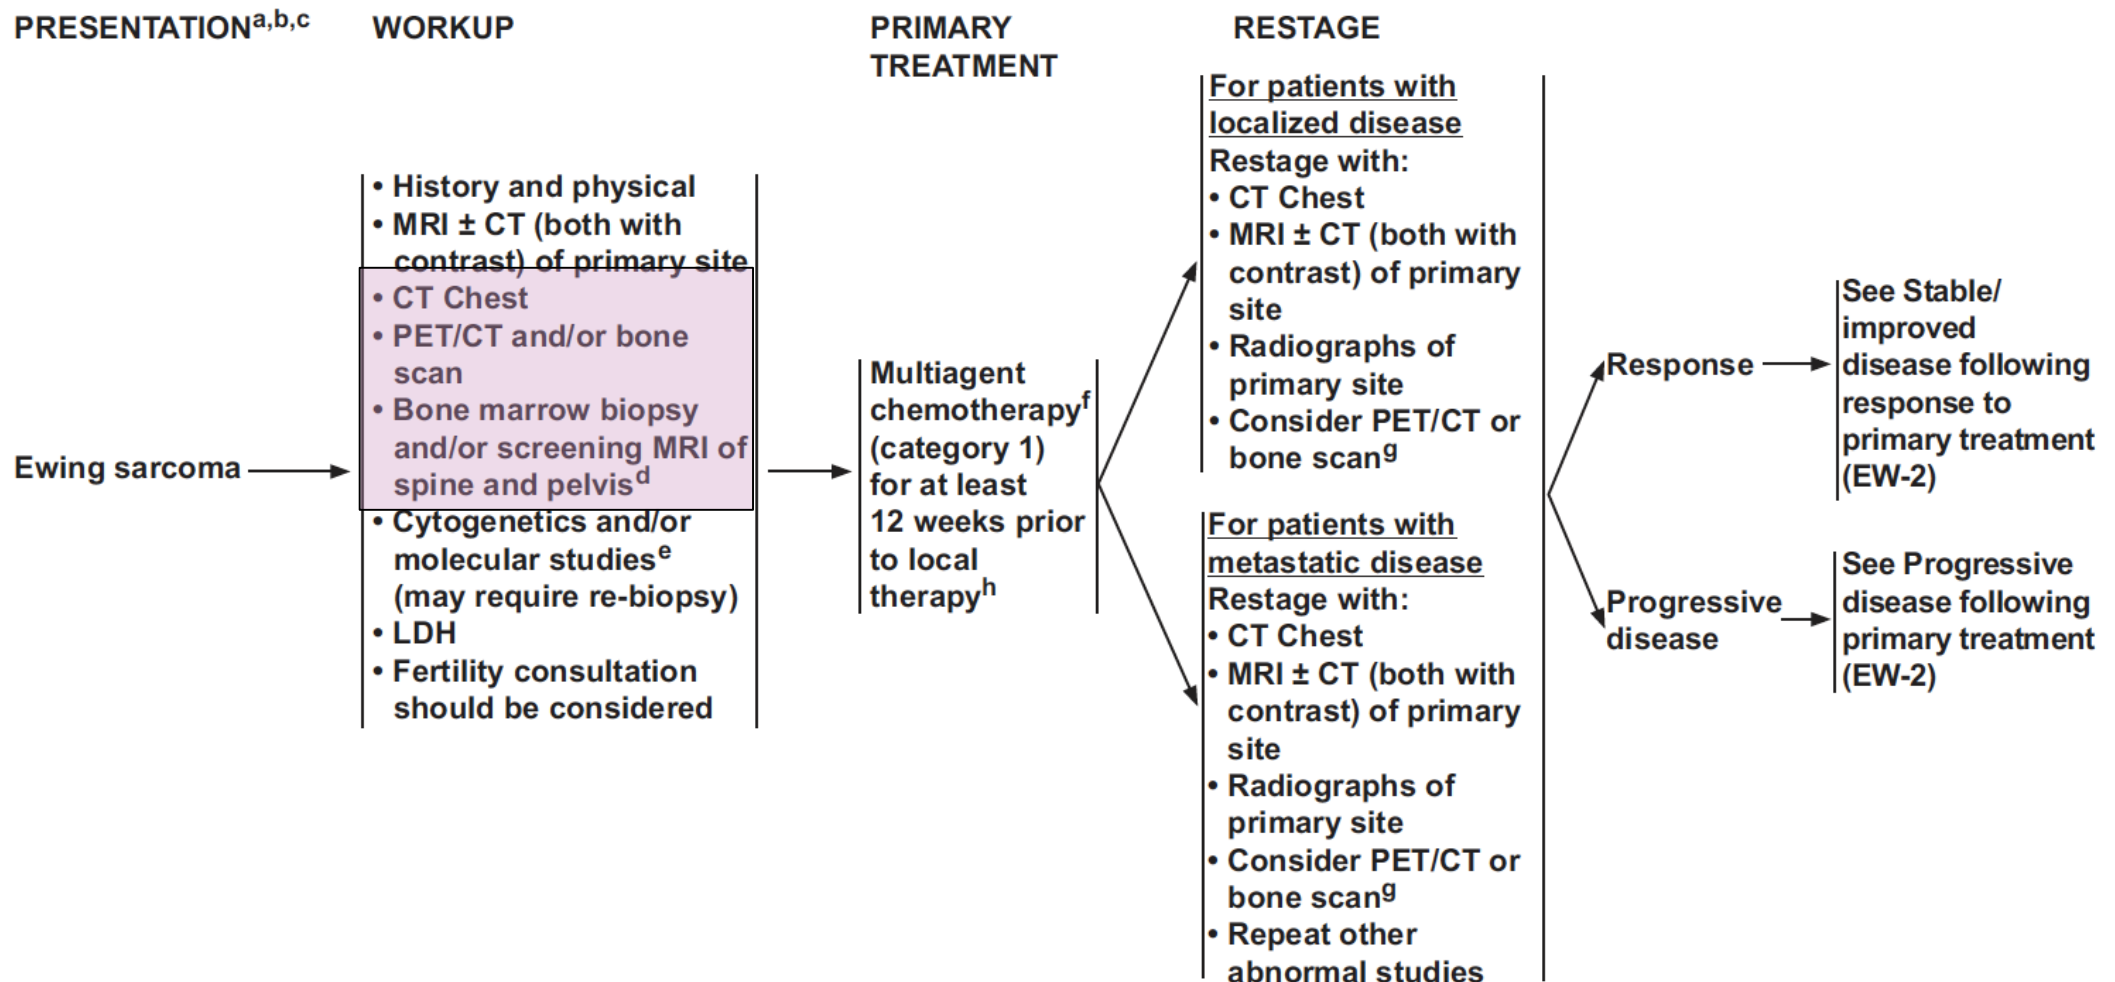 PRESENTATIONa,b,c
WORKUP
PRIMARY
TREATMENT
RESTAGE
Ewing sarcoma
• History and physical
• MRI ± CT (both with
contrast) of primary site
• CT Chest
• PET/CT and/or bone
scan
• Bone marrow biopsy
and/or screening MRI of
spine and pelvisd
• Cytogenetics and/or
molecular studiese
(may require re-biopsy)
• LDH
• Fertility consultation
should be considered
Multiagent
chemotherapyf
(category 1)
for at least
12 weeks prior
to local
therapyh
For patients with
localized disease
Restage with:
• CT Chest
• MRI ± CT (both with
contrast) of primary
site
• Radiographs of
primary site
• Consider PET/CT or
bone scang
For patients with
metastatic disease
Restage with:
• CT Chest
• MRI ± CT (both with
contrast) of primary
site
• Radiographs of
primary site
• Consider PET/CT or
bone scang
• Repeat other
abnormal studies
Response
See Stable/
improved
disease following
response to
primary treatment
(EW-2)
Progressive
disease
See Progressive
disease following
primary treatment
(EW-2)